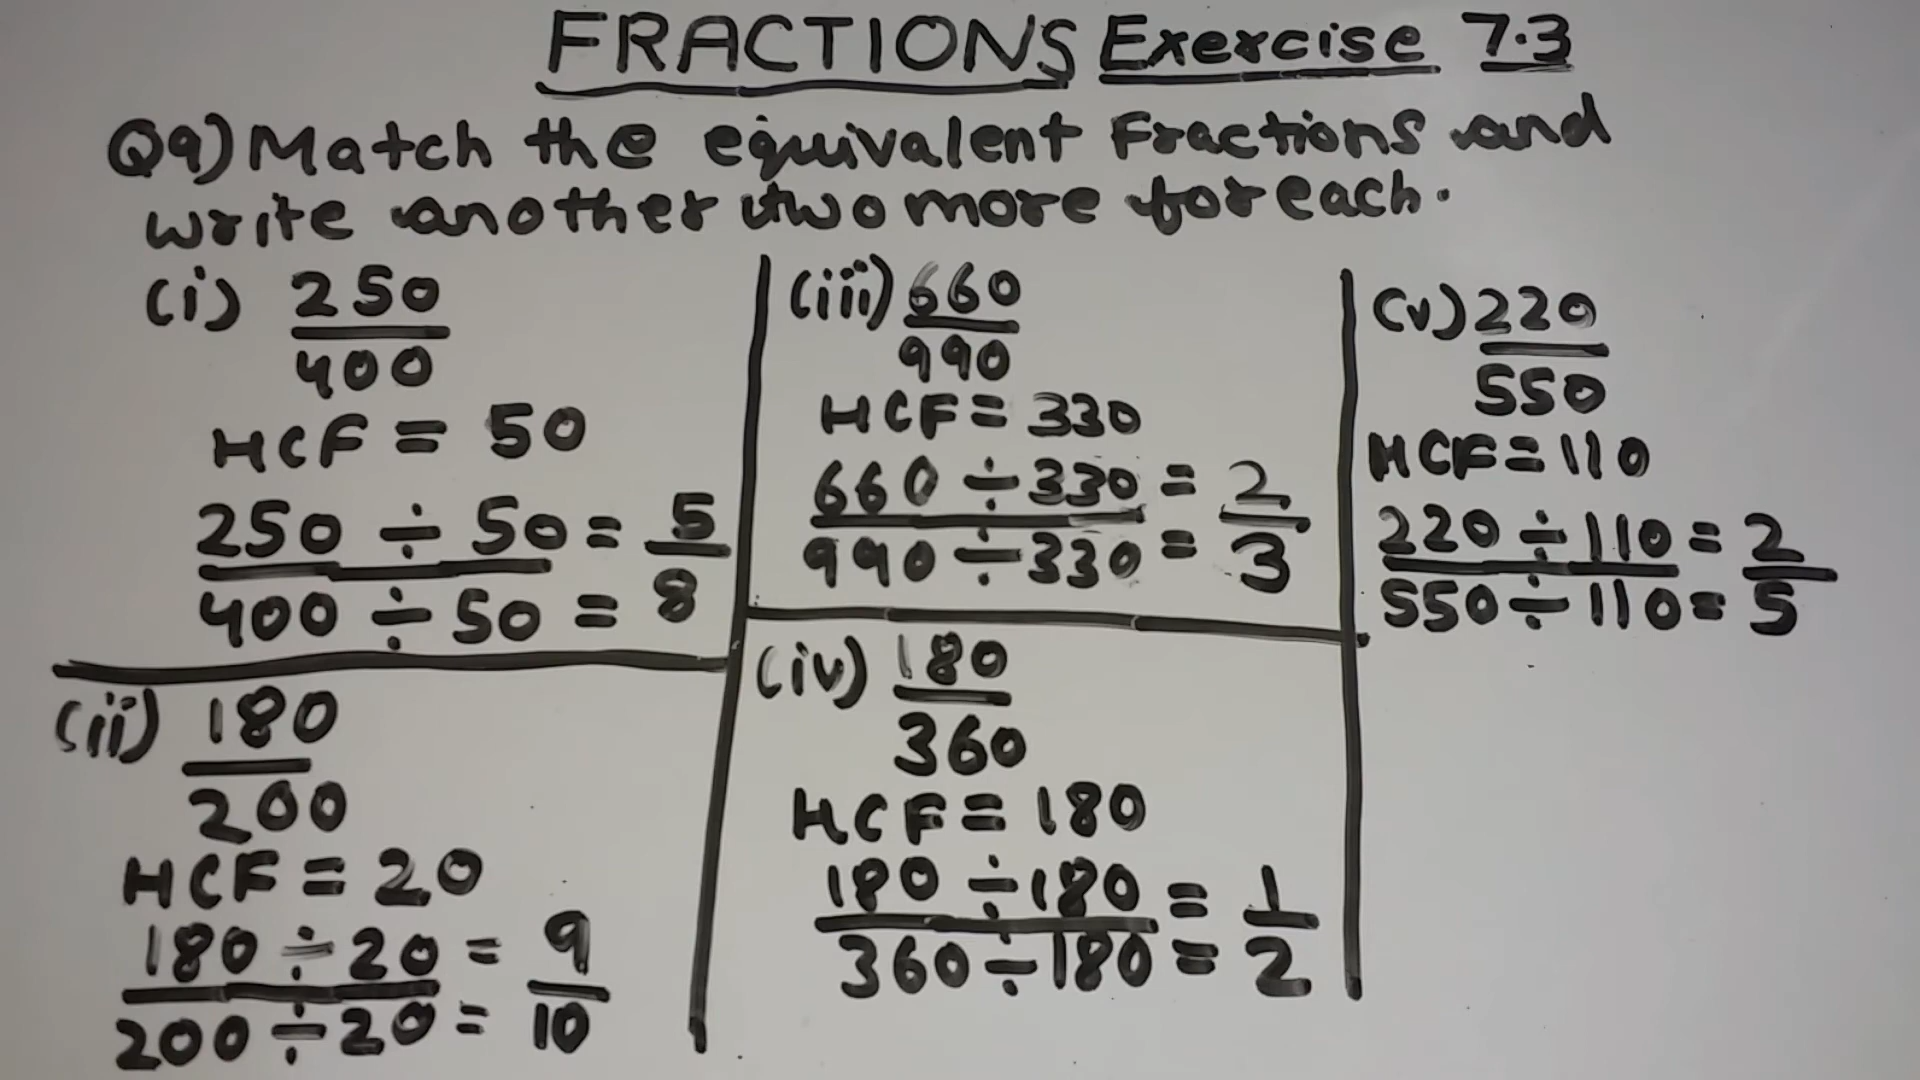 FRACTIONS Exercise 7.3
Q9) Match the equivalent Fractions and
write another two more for each.
(i) 250
400
HCF = 50
250 ÷ 50 = 5
400 ÷ 50 = 8
(ii) 180
200
HCF = 20
180 ÷ 20 = 9
200 ÷ 20 = 10
(iii) 660
990
HCF = 330
660 ÷ 330 = 2
990 ÷ 330 = 3
(iv) 180
360
HCF = 180
180 ÷ 180 = 1
360 ÷ 180 = 2
(v) 220
550
HCF = 110
220 ÷ 110 = 2
550 ÷ 110 = 5